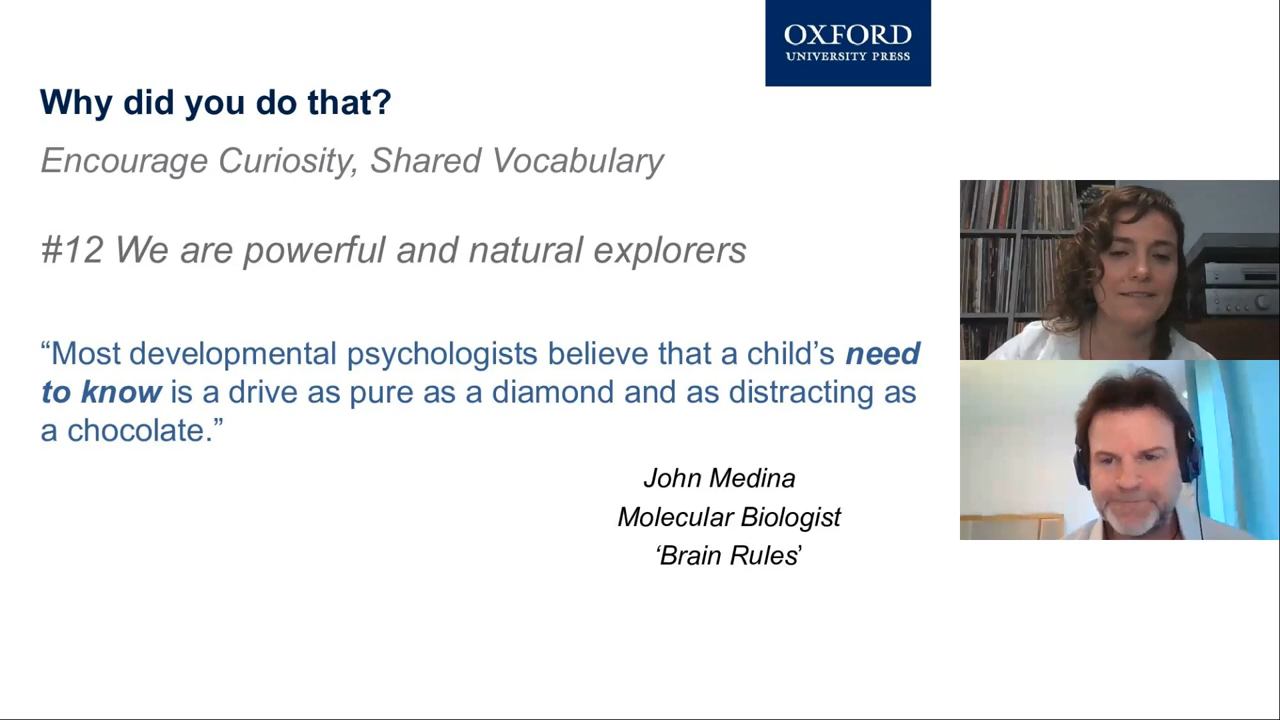 OXFORD
UNIVERSITY PRESS
Why did you do that?
Encourage Curiosity, Shared Vocabulary
#12 We are powerful and natural explorers
“Most developmental psychologists believe that a child’s need
to know is a drive as pure as a diamond and as distracting as
a chocolate.”
John Medina
Molecular Biologist
‘Brain Rules’